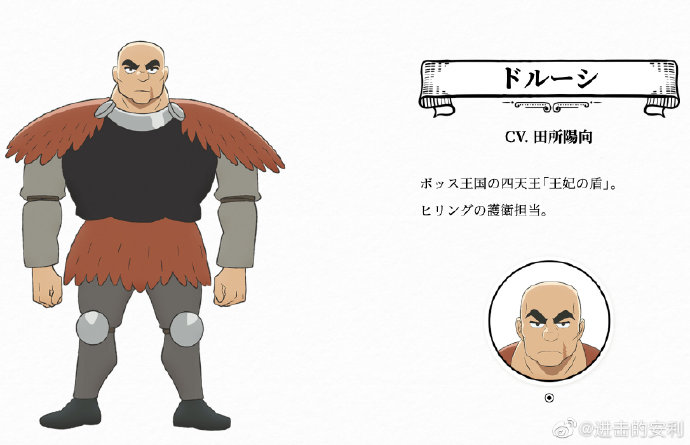 ドルーシ
CV. 田所陽向
ボッス王国の四天王「王妃の盾」。
ヒリングの護衛担当。
@进击的安利